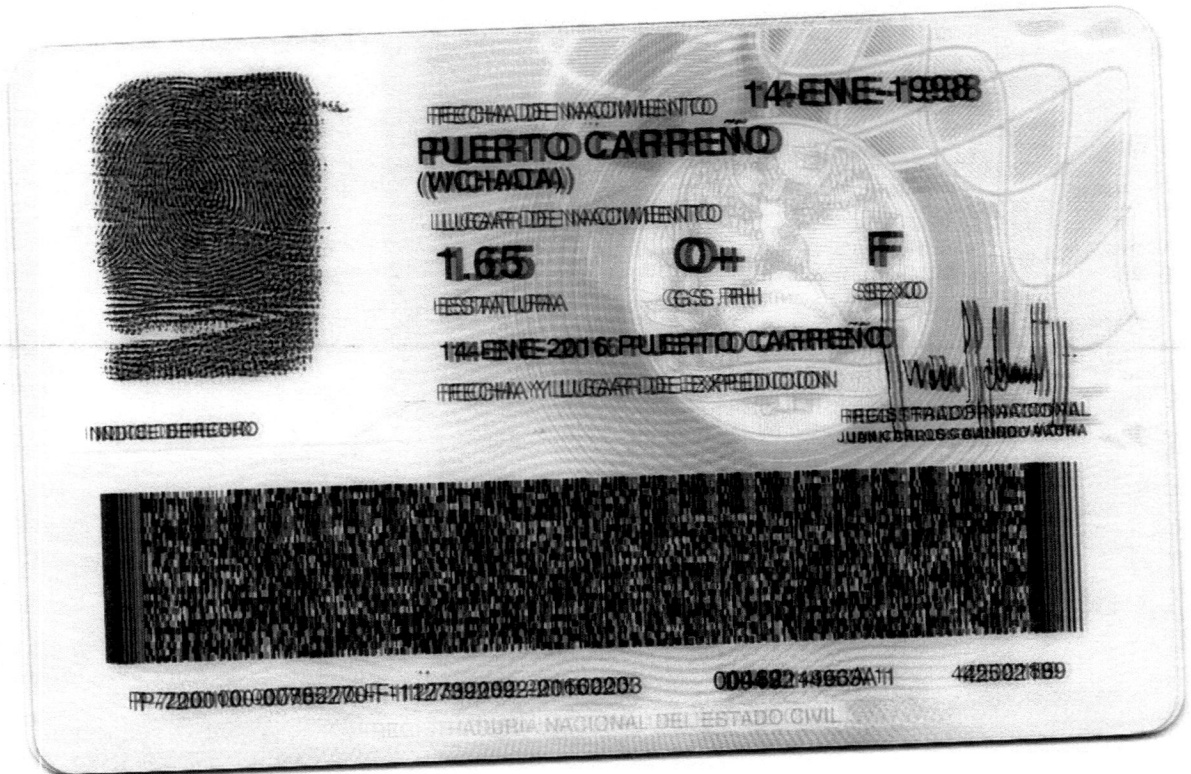 14-ENE-1998
FECHA DE NACIMIENTO
PUERTO CARREÑO
(VICHADA)
LUGAR DE NACIMIENTO
1.65 O+ F
ESTATURA G.S. RH SEXO
14-ENE-2016 PUERTO CARREÑO
FECHA Y LUGAR DE EXPEDICION
INDICE DERECHO
REGISTRADOR NACIONAL
JUAN CARLOS GALINDO VACHA
REGISTRADURIA NACIONAL DEL ESTADO CIVIL